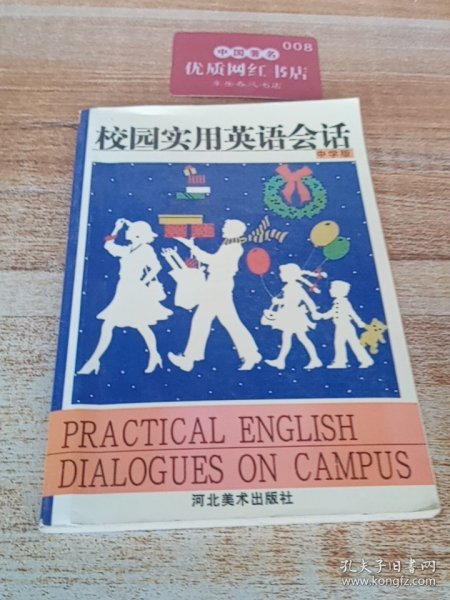 008
中国著名
优质网红书店
校园实用英语会话
中学版
PRACTICAL ENGLISH
DIALOGUES ON CAMPUS
河北美术出版社
孔夫子旧书网
www.kongfz.com